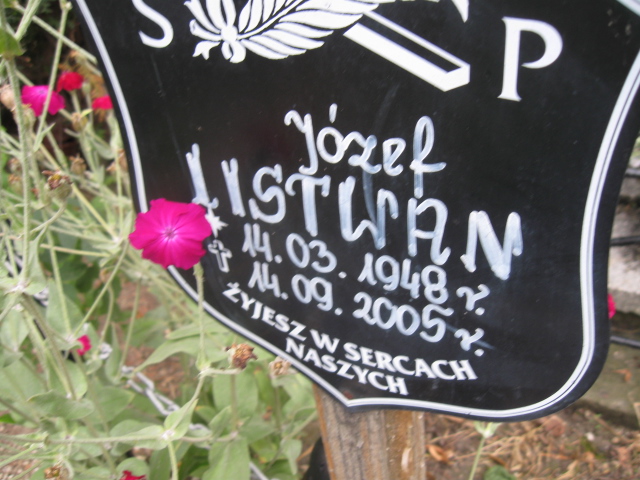 Ś P
Józef
LISTWAN
* 14.03.1948 r.
✝ 14.09.2005 r.
ŻYJESZ W SERCACH
NASZYCH